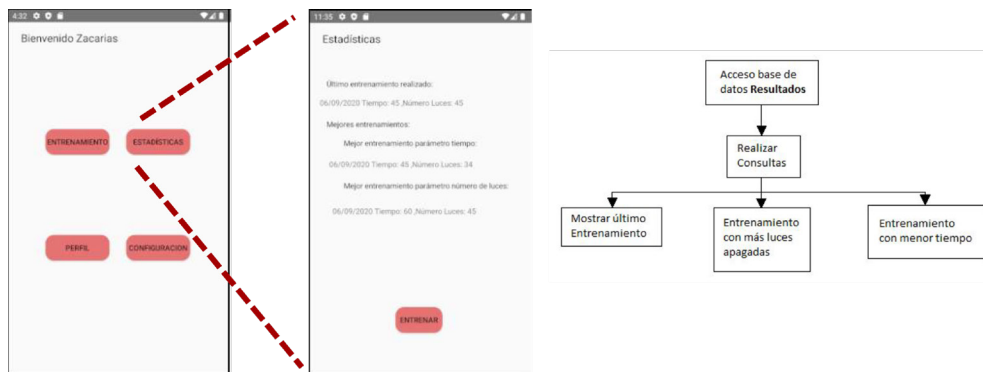 4:32
Bienvenido Zacarias
ENTRENAMIENTO
ESTADÍSTICAS
PERFIL
CONFIGURACION
11:35
Estadísticas
Último entrenamiento realizado:
06/09/2020 Tiempo: 45 ,Número Luces: 45
Mejores entrenamientos:
Mejor entrenamiento parámetro tiempo:
06/09/2020 Tiempo: 45 ,Número Luces: 34
Mejor entrenamiento parámetro número de luces:
06/09/2020 Tiempo: 60 ,Número Luces: 45
ENTRENAR
Acceso base de
datos Resultados
Realizar
Consultas
Mostrar último
Entrenamiento
Entrenamiento
con más luces
apagadas
Entrenamiento
con menor tiempo